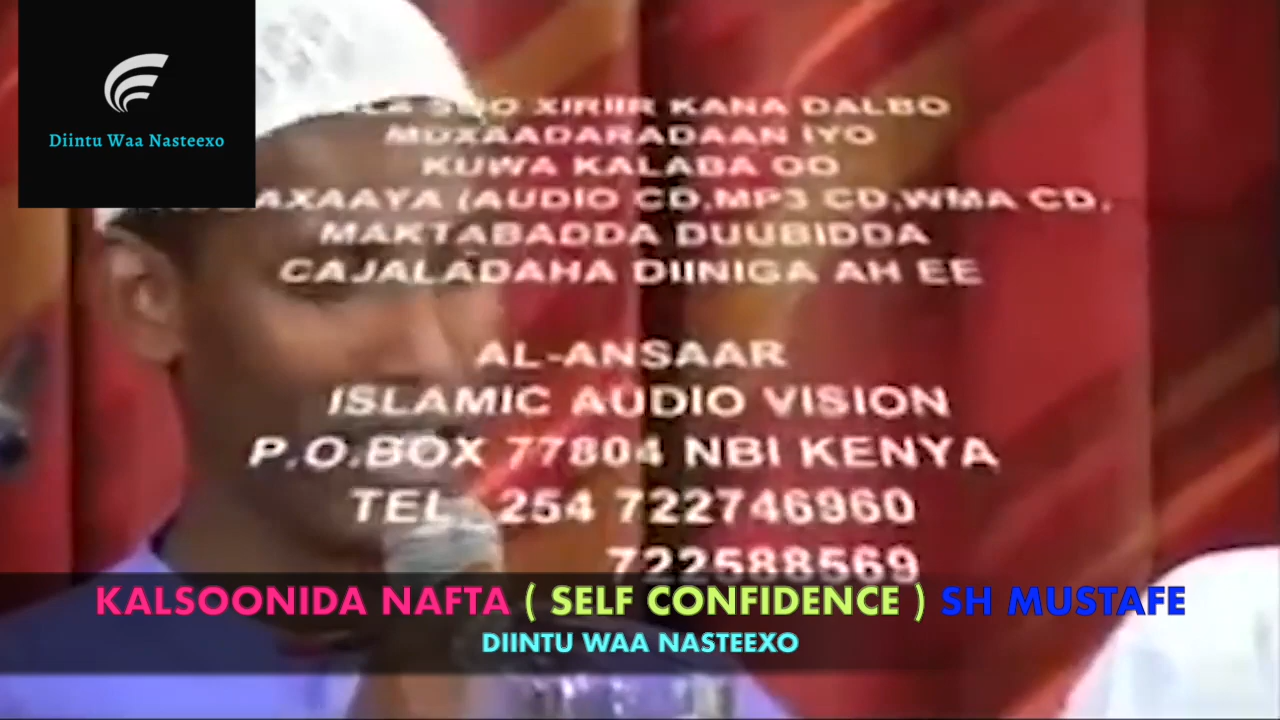 Diintu Waa Nasteexo
XIRIIR KANA DALBO
MUXAADARADAAN IYO
KUWA KALABA OO
(AUDIO CD,MP3 CD,WMA CD,
MAKTABADDA DUUBIDDA
CAJALADAHA DIINIGA AH EE
AL-ANSAAR
ISLAMIC AUDIO VISION
P.O.BOX 77804 NBI KENYA
TEL 254 722746960
722588569
KALSOONIDA NAFTA ( SELF CONFIDENCE ) SH MUSTAFE
DIINTU WAA NASTEEXO